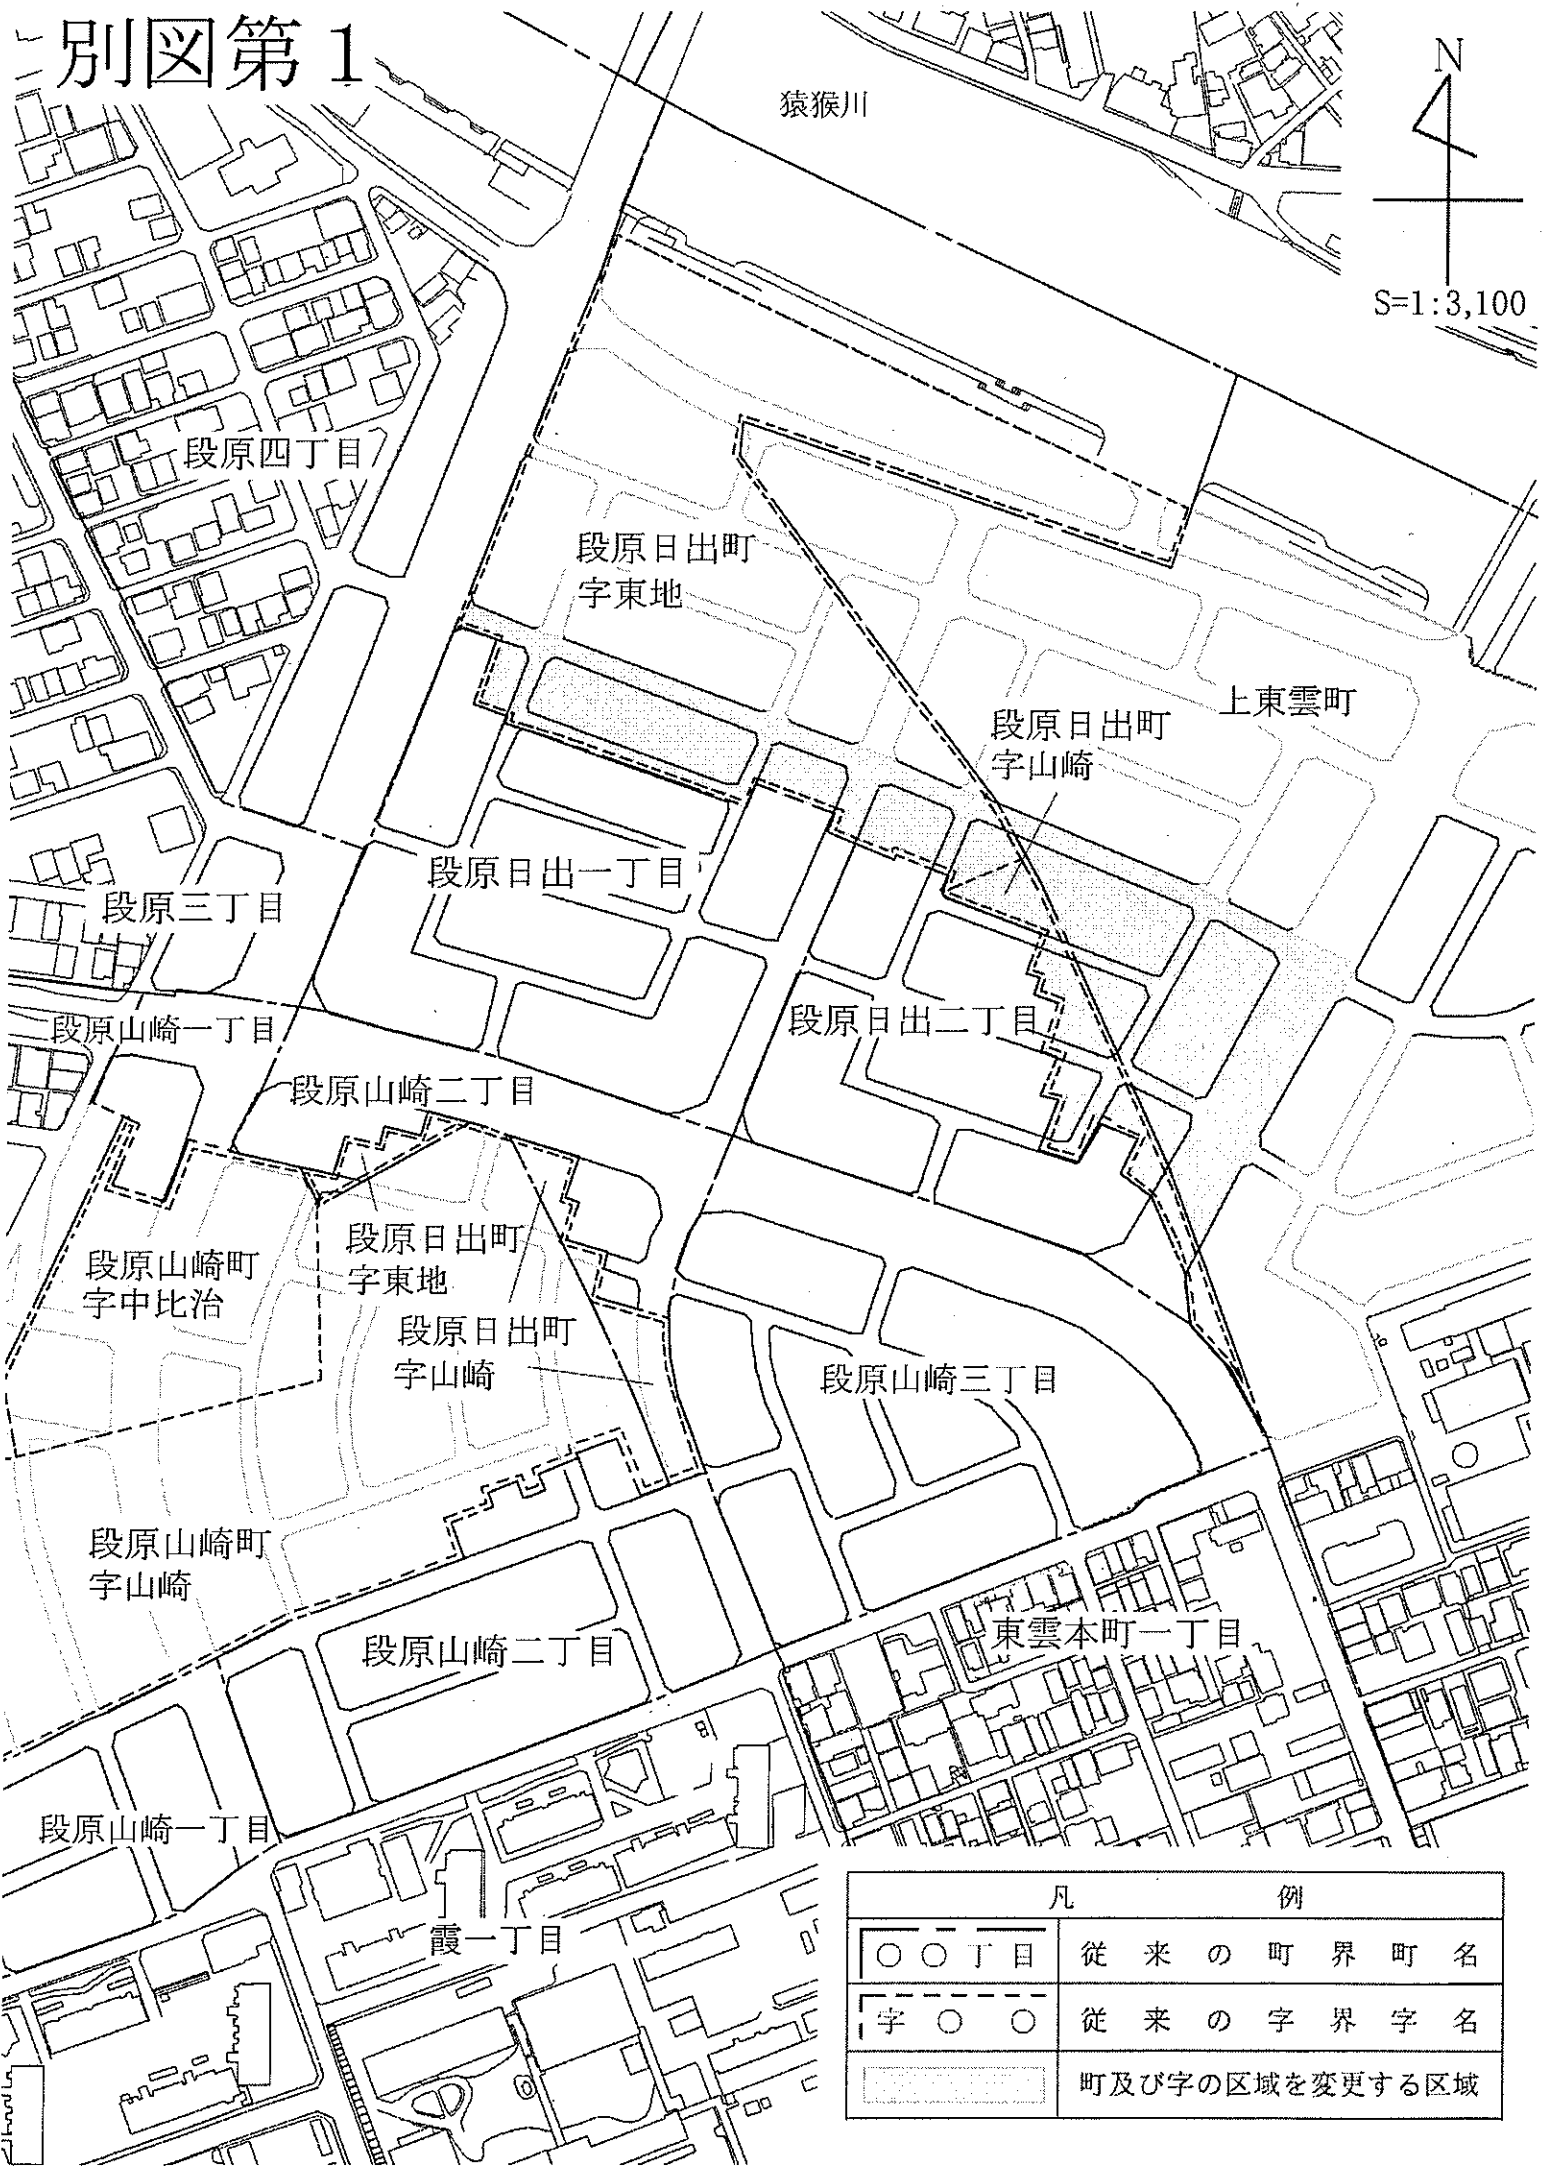 別図第1
猿猴川
N
S=1:3,100
段原四丁目
段原日出町
字東地
上東雲町
段原日出町
字山崎
段原日出一丁目
段原三丁目
段原日出二丁目
段原山崎一丁目
段原山崎二丁目
段原日出町
字東地
段原山崎町
字中比治
段原日出町
字山崎
段原山崎三丁目
段原山崎町
字山崎
東雲本町一丁目
段原山崎二丁目
段原山崎一丁目
霞一丁目
凡例
○○丁目 従来の町界町名
字○○ 従来の字界字名
町及び字の区域を変更する区域